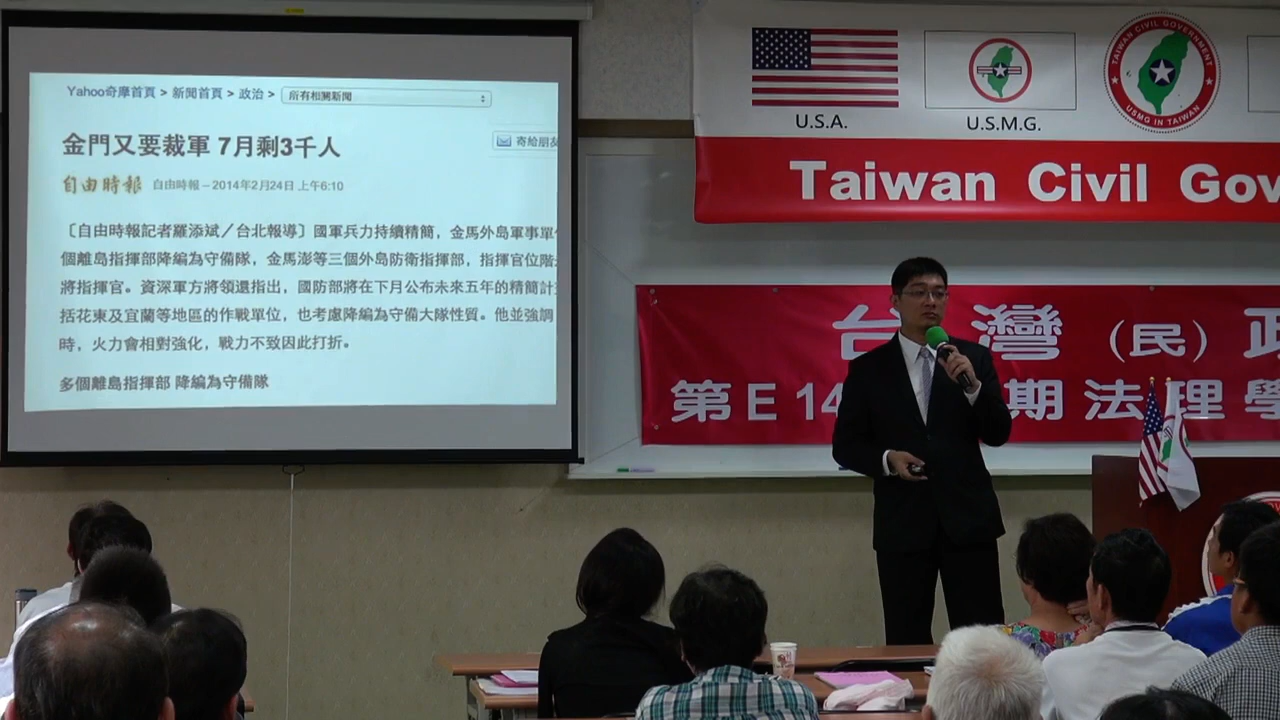 Yahoo奇摩首頁 > 新聞首頁 > 政治 > 所有相關新聞
金門又要裁軍 7月剩3千人
寄給朋友
自由時報 自由時報 – 2014年2月24日 上午6:10
〔自由時報記者羅添斌／台北報導〕國軍兵力持續精簡，金馬外島軍事單
個離島指揮部降編為守備隊，金馬澎等三個外島防衛指揮部，指揮官位階
將指揮官。資深軍方將領還指出，國防部將在下月公布未來五年的精簡計
括花東及宜蘭等地區的作戰單位，也考慮降編為守備大隊性質。他並強調
時，火力會相對強化，戰力不致因此打折。
多個離島指揮部 降編為守備隊
U.S.A.
U.S.M.G.
TAIWAN CIVIL GOVERNMENT
USMG IN TAIWAN
Taiwan Civil Gov
台灣（民）政
第E 14 期法理學